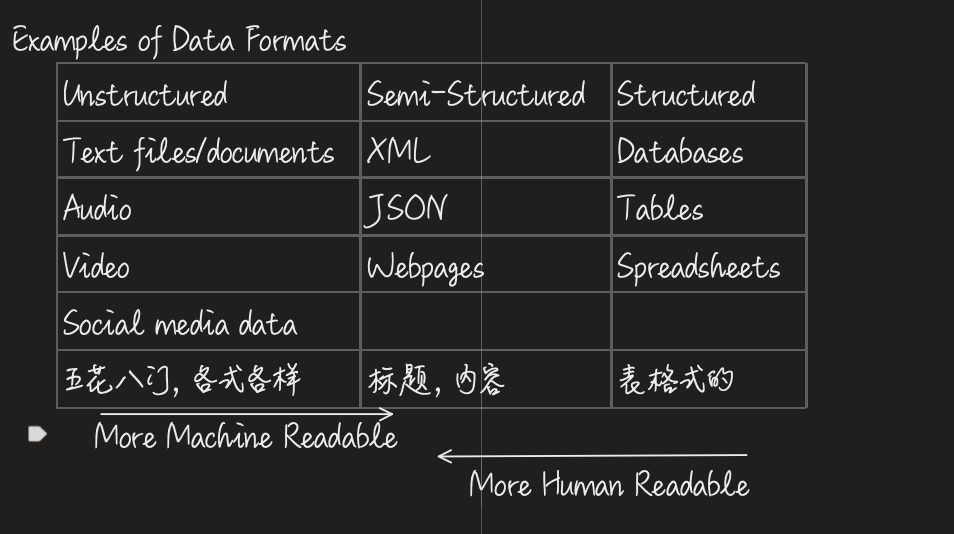 Examples of Data Formats
Unstructured Semi-Structured Structured
Text files/documents XML Databases
Audio JSON Tables
Video Webpages Spreadsheets
Social media data
五花八门, 各式各样 标题, 内容 表格式的
More Machine Readable
More Human Readable